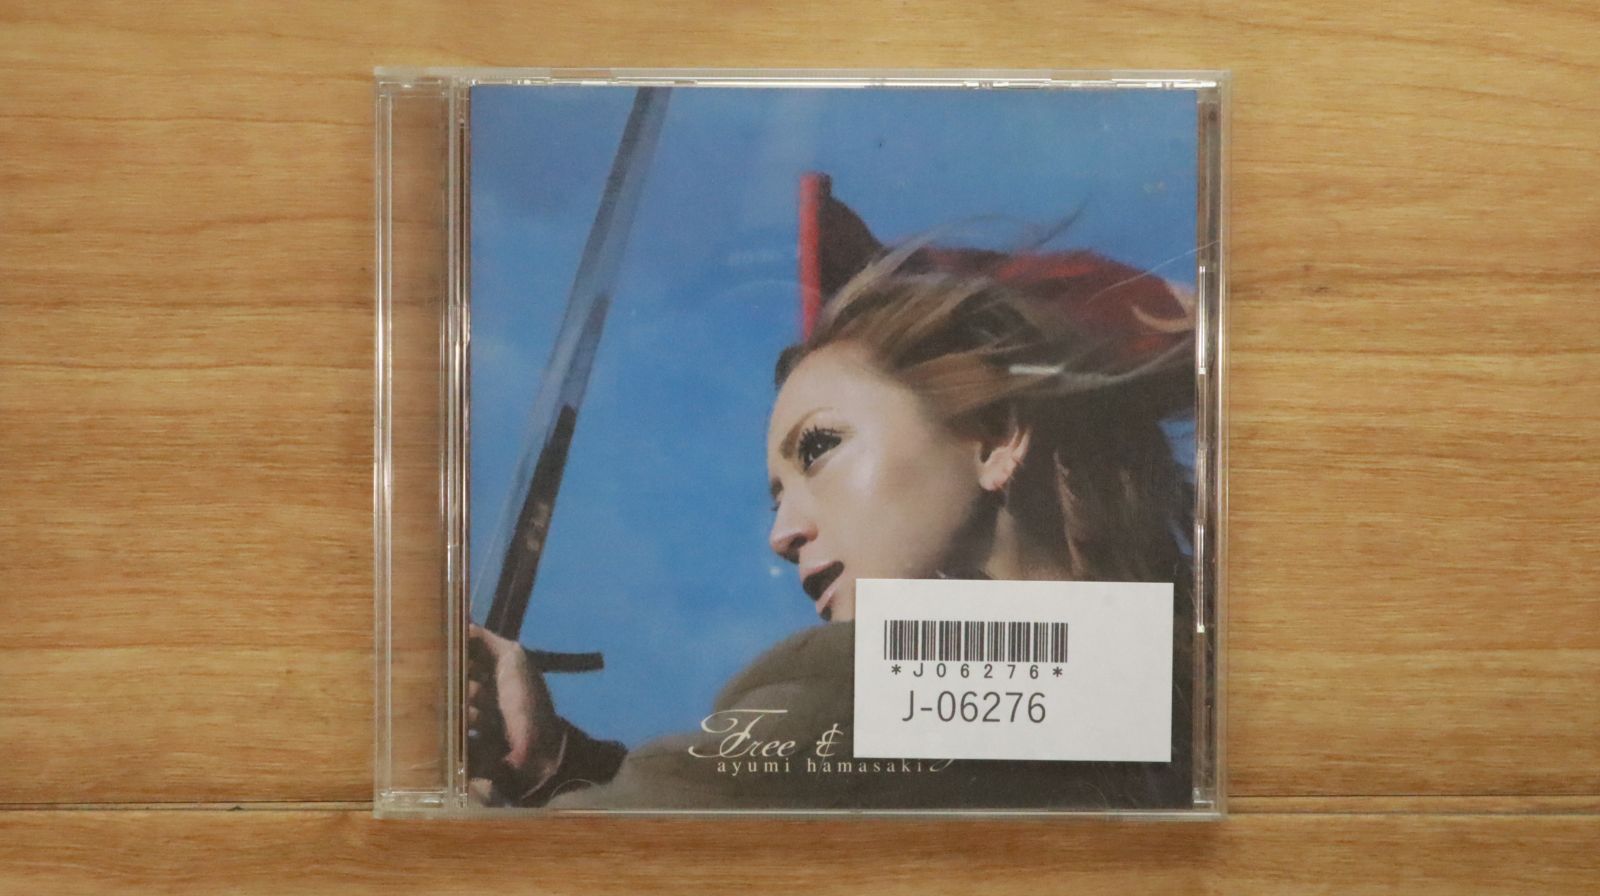 *J06276*
J-06276
Free &
ayumi hamasaki